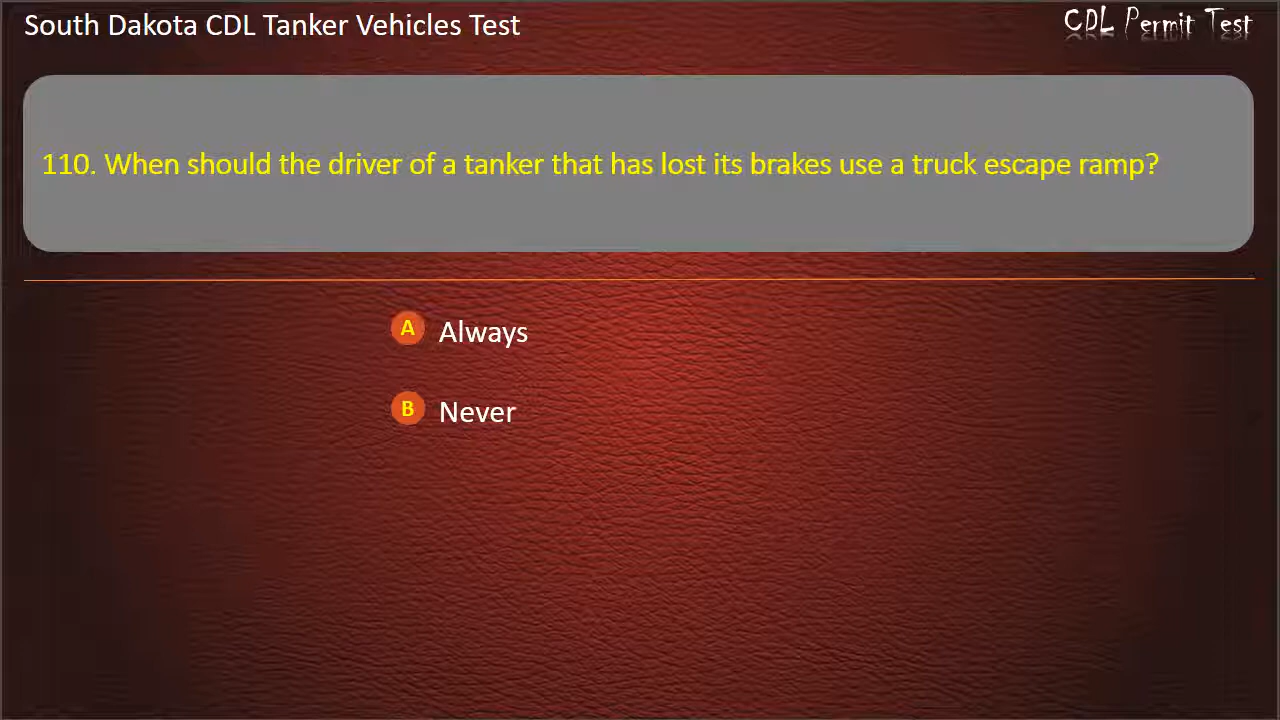 South Dakota CDL Tanker Vehicles Test
CDL Permit Test
110. When should the driver of a tanker that has lost its brakes use a truck escape ramp?
A Always
B Never